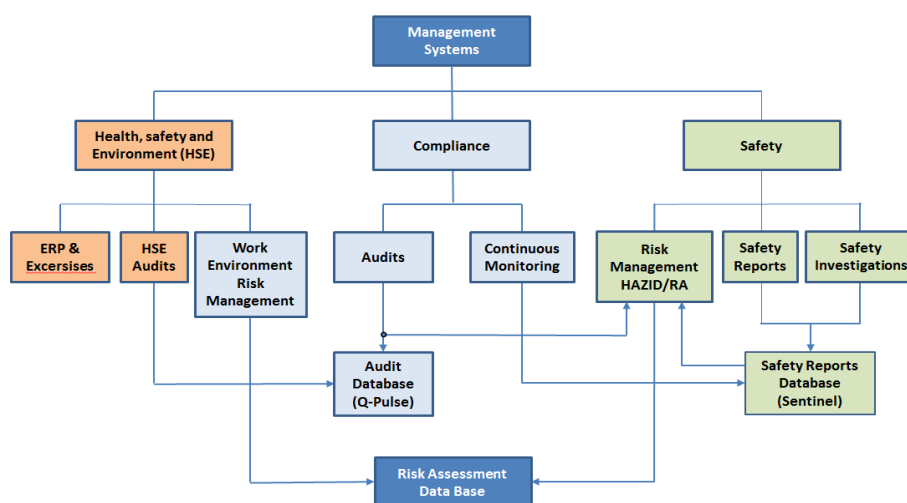 Management
Systems
Health, safety and
Environment (HSE)
Compliance
Safety
ERP &
Excersises
HSE
Audits
Work
Environment
Risk
Management
Audits
Continuous
Monitoring
Risk
Management
HAZID/RA
Safety
Reports
Safety
Investigations
Audit
Database
(Q-Pulse)
Safety Reports
Database
(Sentinel)
Risk Assessment
Data Base